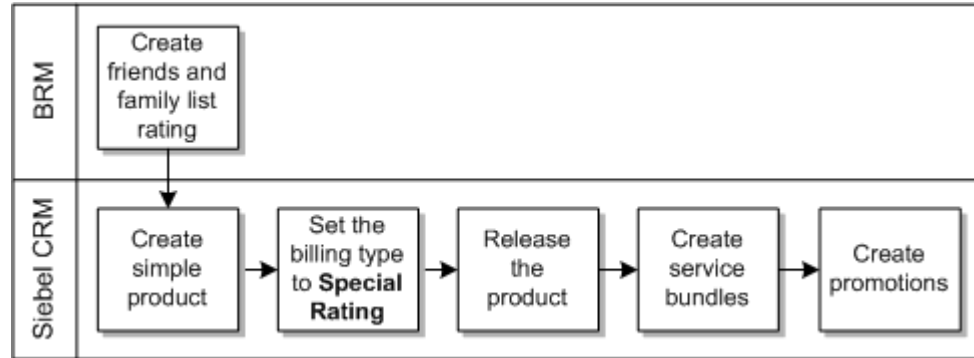 BRM
Create
friends and
family list
rating
Siebel CRM
Create
simple
product
Set the
billing type
to Special
Rating
Release
the
product
Create
service
bundles
Create
promotions